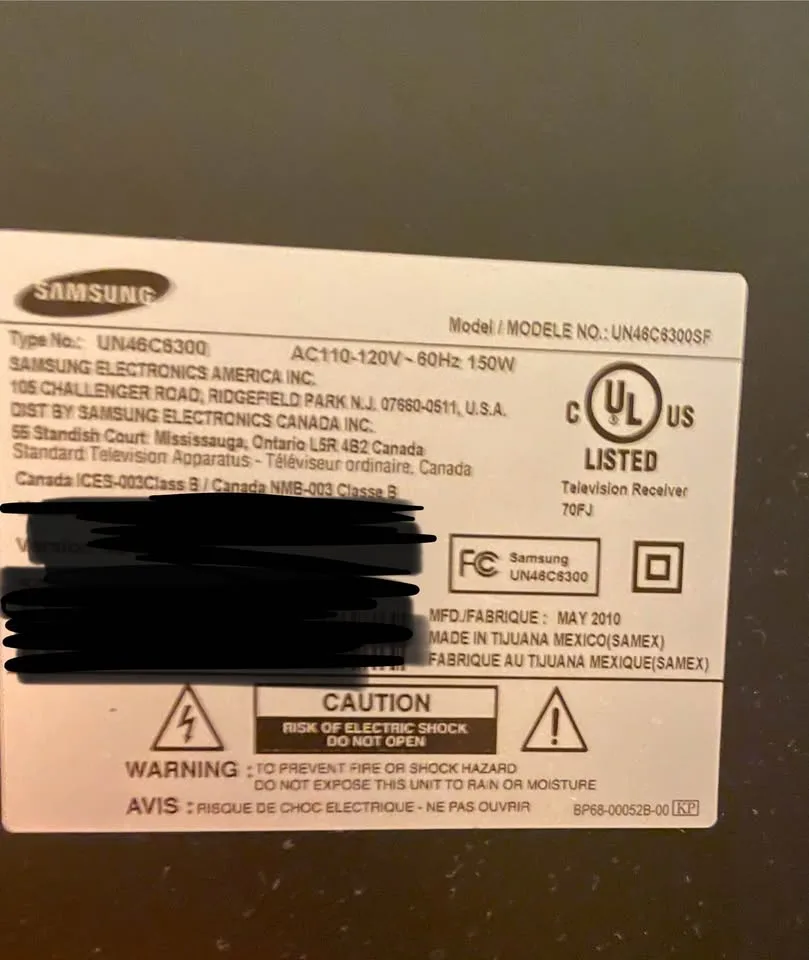 SAMSUNG
Model / MODELE NO.: UN46C6300SF
Type No.: UN46C6300
AC110-120V~60Hz 150W
SAMSUNG ELECTRONICS AMERICA INC.
105 CHALLENGER ROAD, RIDGEFIELD PARK N.J. 07660-0511, U.S.A.
DIST BY SAMSUNG ELECTRONICS CANADA INC.
55 Standish Court Mississauga, Ontario L5R 4B2 Canada
Standard Television Apparatus - Téléviseur ordinaire, Canada
Canada ICES-003Class B / Canada NMB-003 Classe B
C UL US
LISTED
Television Receiver
70FJ
FC Samsung
UN46C6300
MFD./FABRIQUE : MAY 2010
MADE IN TIJUANA MEXICO(SAMEX)
FABRIQUE AU TIJUANA MEXIQUE(SAMEX)
CAUTION
RISK OF ELECTRIC SHOCK
DO NOT OPEN
WARNING : TO PREVENT FIRE OR SHOCK HAZARD
DO NOT EXPOSE THIS UNIT TO RAIN OR MOISTURE
AVIS : RISQUE DE CHOC ELECTRIQUE - NE PAS OUVRIR
BP68-00052B-00 KP